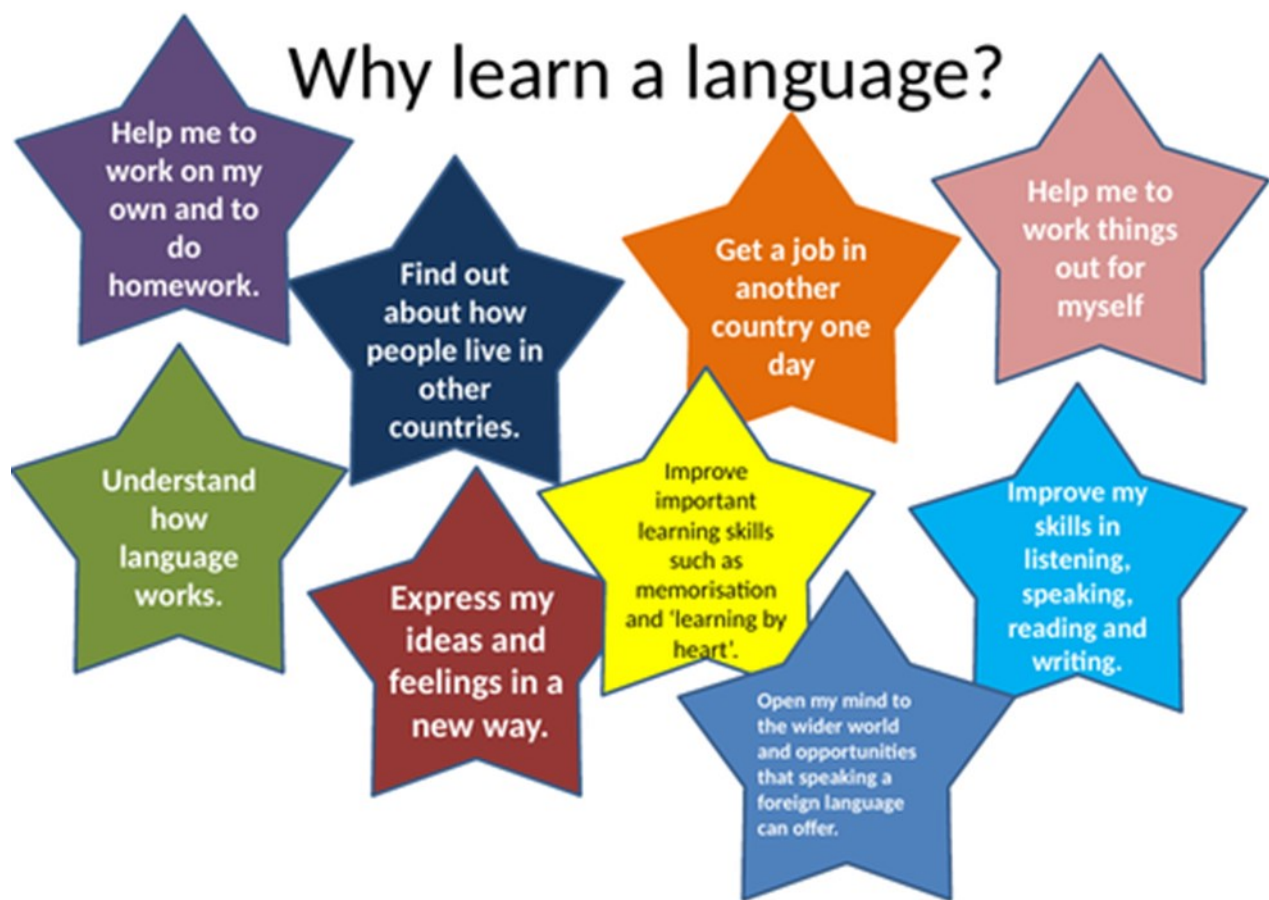 Why learn a language?
Help me to
work on my
own and to
do
homework.
Find out
about how
people live in
other
countries.
Get a job in
another
country one
day
Help me to
work things
out for
myself
Understand
how
language
works.
Express my
ideas and
feelings in a
new way.
Improve
important
learning skills
such as
memorisation
and ‘learning by
heart’.
Improve my
skills in
listening,
speaking,
reading and
writing.
Open my mind to
the wider world
and opportunities
that speaking a
foreign language
can offer.